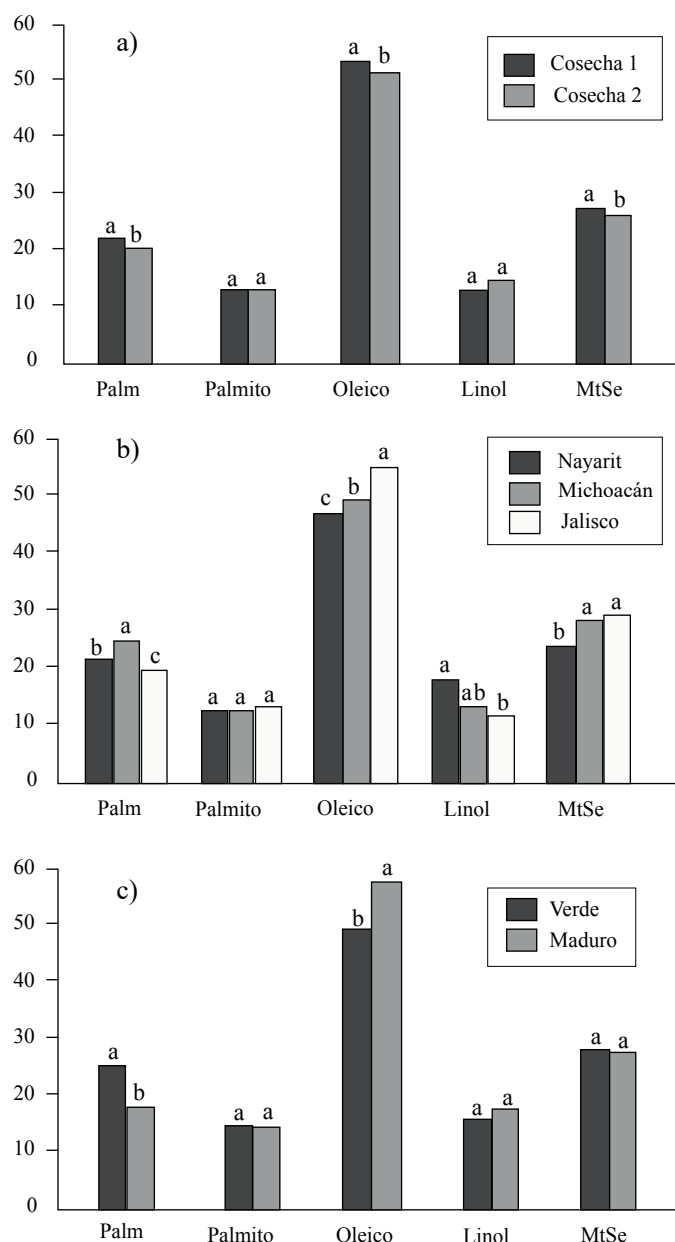 60
a)
a
b
Cosecha 1
Cosecha 2
50
40
30
a b
20
a b
a a
a a
10
0
Palm Palmito Oleico Linol MtSe
60
b)
a
Nayarit
Michoacán
Jalisco
50
c b
40
30
a
b c
a a
b
20
a
a a a
ab b
10
0
Palm Palmito Oleico Linol MtSe
60
c)
a
Verde
Maduro
50
b
40
30
a
a a
20
b
a a
a a
10
0
Palm Palmito Oleico Linol MtSe